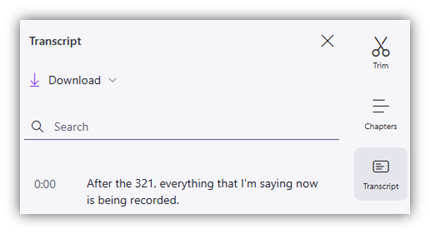 Transcript
Download
Search
0:00
After the 321, everything that I'm saying now
is being recorded.
Trim
Chapters
Transcript